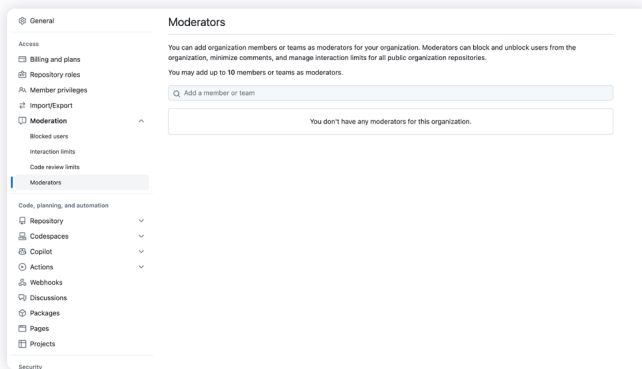 General
Access
Billing and plans
Repository roles
Member privileges
Import/Export
Moderation
Blocked users
Interaction limits
Code review limits
Moderators
Code, planning, and automation
Repository
Codespaces
Copilot
Actions
Webhooks
Discussions
Packages
Pages
Projects
Security
Moderators
You can add organization members or teams as moderators for your organization. Moderators can block and unblock users from the
organization, minimize comments, and manage interaction limits for all public organization repositories.
You may add up to 10 members or teams as moderators.
Add a member or team
You don't have any moderators for this organization.